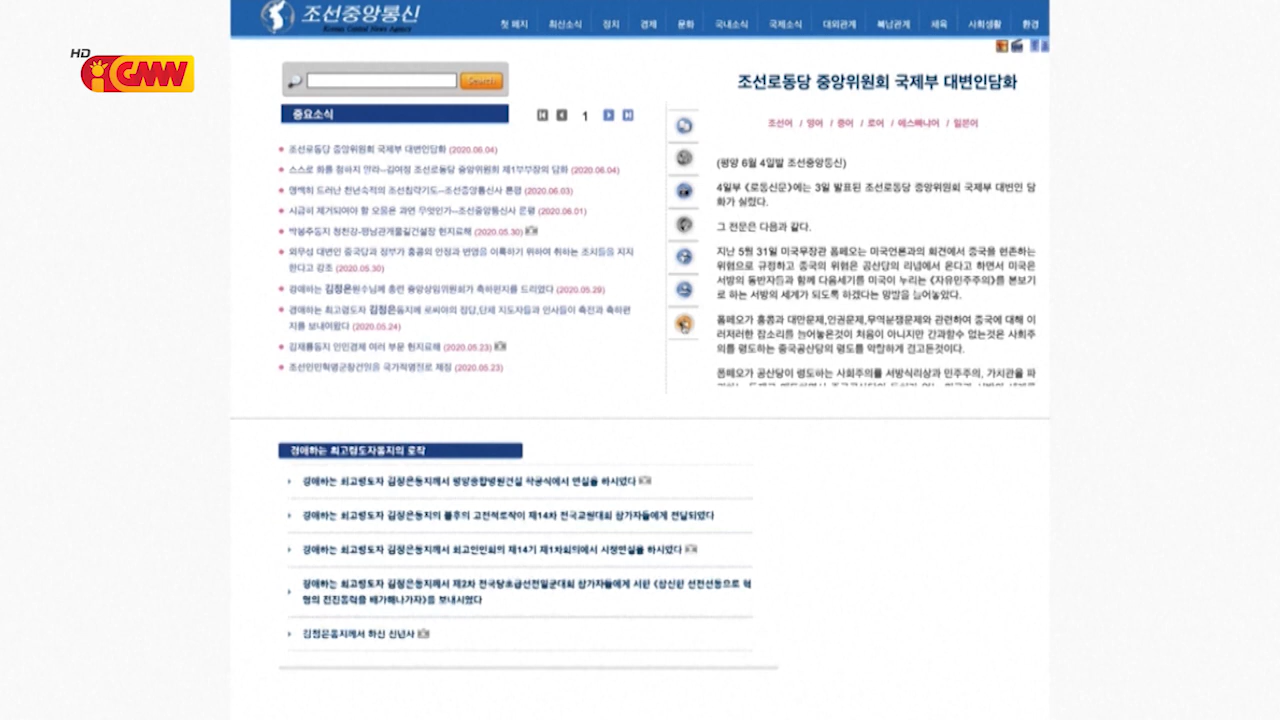 조선중앙통신
Korean Central News Agency
첫 페지 최신소식 정치 경제 문화 국내소식 국제소식 대외관계 북남관계 체육 사회생활 환경
HD
GMW
Search
중요소식
1
조선로동당 중앙위원회 국제부 대변인담화 (2020.06.04)
스스로 화를 청하지 말라--김여정 조선로동당 중앙위원회 제1부부장의 담화 (2020.06.04)
명백히 드러난 천년숙적의 조선침략기도--조선중앙통신사 론평 (2020.06.03)
시급히 제거되여야 할 오물은 과연 무엇인가--조선중앙통신사 론평 (2020.06.01)
박봉주동지 청천강-평남관개물길건설장 현지료해 (2020.05.30)
외무성 대변인 중국당과 정부가 홍콩의 안정과 번영을 이룩하기 위하여 취하는 조치들을 지지
한다고 강조 (2020.05.30)
경애하는 김정은원수님께 총련 중앙상임위원회가 축하편지를 드리였다 (2020.05.29)
경애하는 최고령도자 김정은동지께 로씨야의 정당,단체 지도자들과 인사들이 축전과 축하편
지를 보내여왔다 (2020.05.24)
김재룡동지 인민경제 여러 부문 현지료해 (2020.05.23)
조선인민혁명군창건일을 국가적명절로 제정 (2020.05.23)
조선로동당 중앙위원회 국제부 대변인담화
조선어 / 영어 / 중어 / 로어 / 에스빠냐어 / 일본어
(평양 6월 4일발 조선중앙통신)
4일부 《로동신문》에는 3일 발표된 조선로동당 중앙위원회 국제부 대변인 담
화가 실렸다.
그 전문은 다음과 같다.
지난 5월 31일 미국무장관 폼페오는 미국언론과의 회견에서 중국을 현존하는
위협으로 규정하고 중국의 위협은 공산당의 리념에서 온다고 하면서 미국은
서방의 동반자들과 함께 다음세기를 미국이 누리는 《자유민주주의》를 본보기
로 하는 서방의 세계가 되도록 하겠다는 망발을 늘어놓았다.
폼페오가 홍콩과 대만문제,인권문제,무역분쟁문제와 관련하여 중국에 대해 이
러저러한 잡소리를 늘어놓은것이 처음이 아니지만 간과할수 없는것은 사회주
의를 령도하는 중국공산당의 령도를 악랄하게 걸고든것이다.
폼페오가 공산당이 령도하는 사회주의를 서방식리상과 민주주의, 가치관을 파
경애하는 최고령도자동지의 로작
경애하는 최고령도자 김정은동지께서 평양종합병원건설 착공식에서 연설을 하시였다
경애하는 최고령도자 김정은동지의 불후의 고전적로작이 제14차 전국교원대회 참가자들에게 전달되였다
경애하는 최고령도자 김정은동지께서 최고인민회의 제14기 제1차회의에서 시정연설을 하시였다
경애하는 최고령도자 김정은동지께서 제2차 전국당초급선전일군대회 참가자들에게 서한 《참신한 선전선동으로 혁
명의 전진동력을 배가해나가자》를 보내시였다
김정은동지께서 하신 신년사